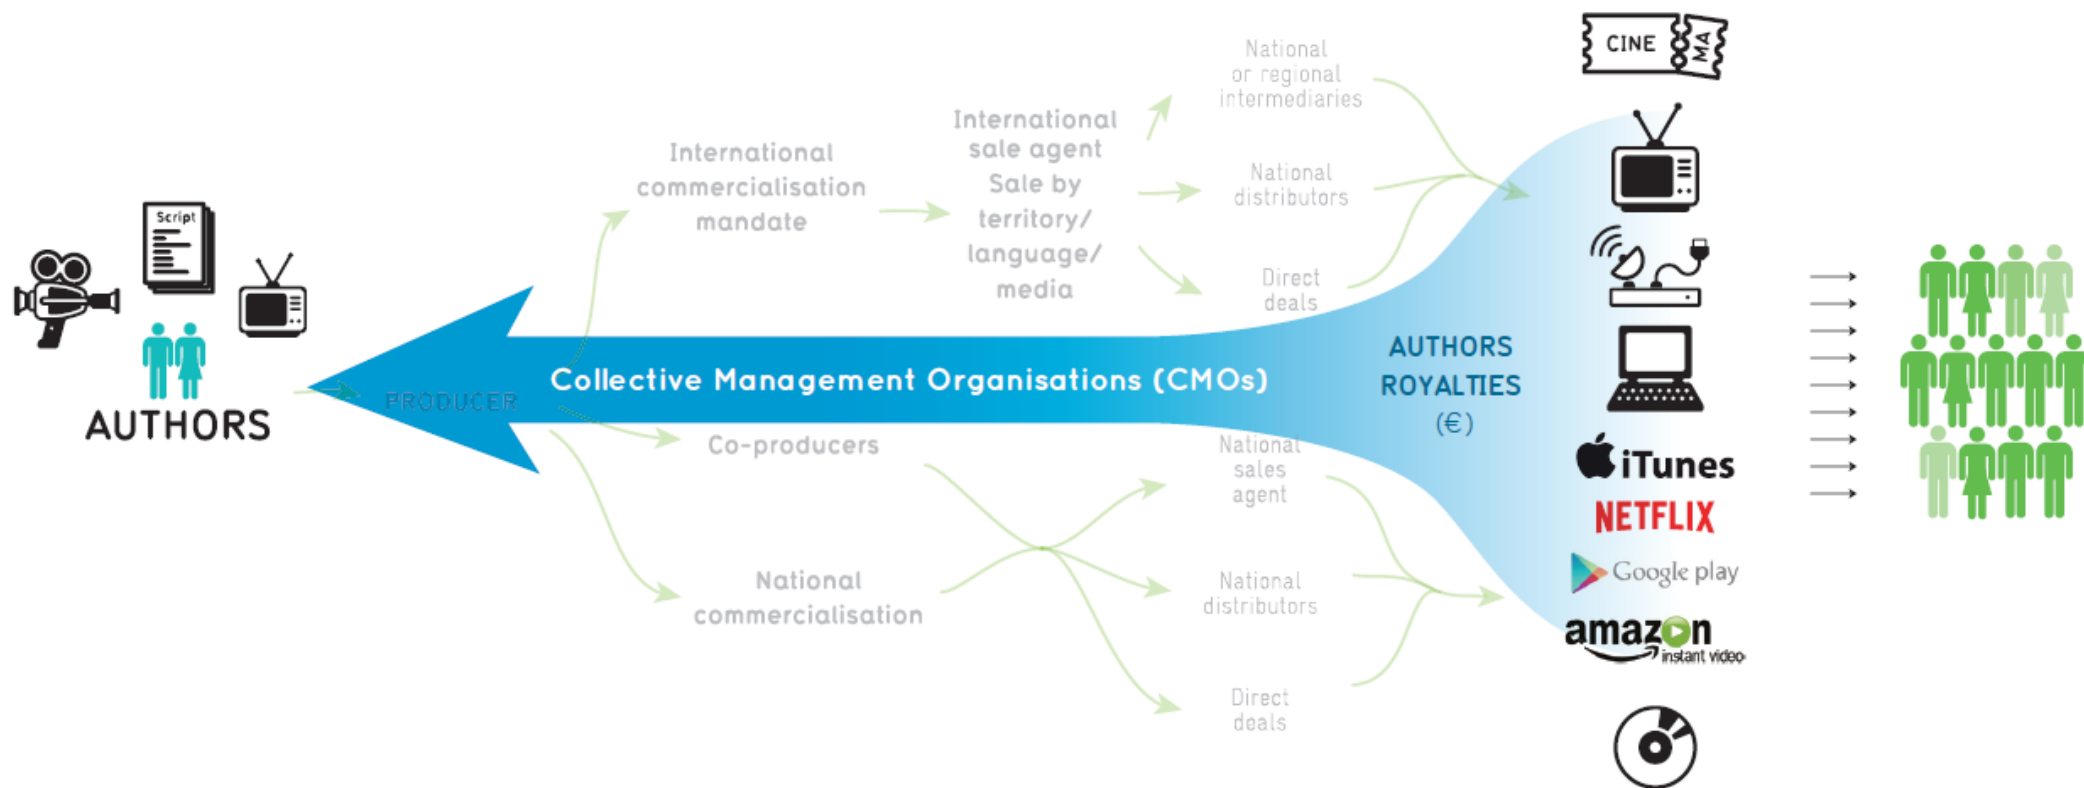 Script
AUTHORS
PRODUCER
International
commercialisation
mandate
International
sale agent
Sale by
territory/
language/
media
National
or regional
intermediaries
National
distributors
Direct
deals
Collective Management Organisations (CMOs)
AUTHORS
ROYALTIES
(€)
Co-producers
National
commercialisation
National
sales
agent
National
distributors
Direct
deals
CINE
MA
iTunes
NETFLIX
Google play
amazon
instant video